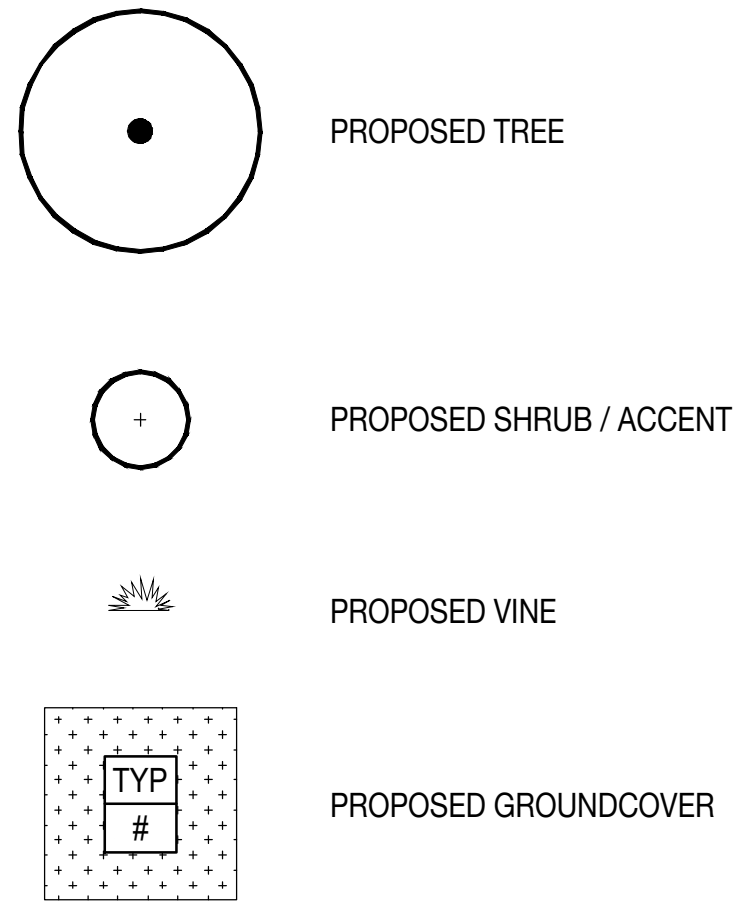 PROPOSED TREE
PROPOSED SHRUB / ACCENT
PROPOSED VINE
TYP
#
PROPOSED GROUNDCOVER